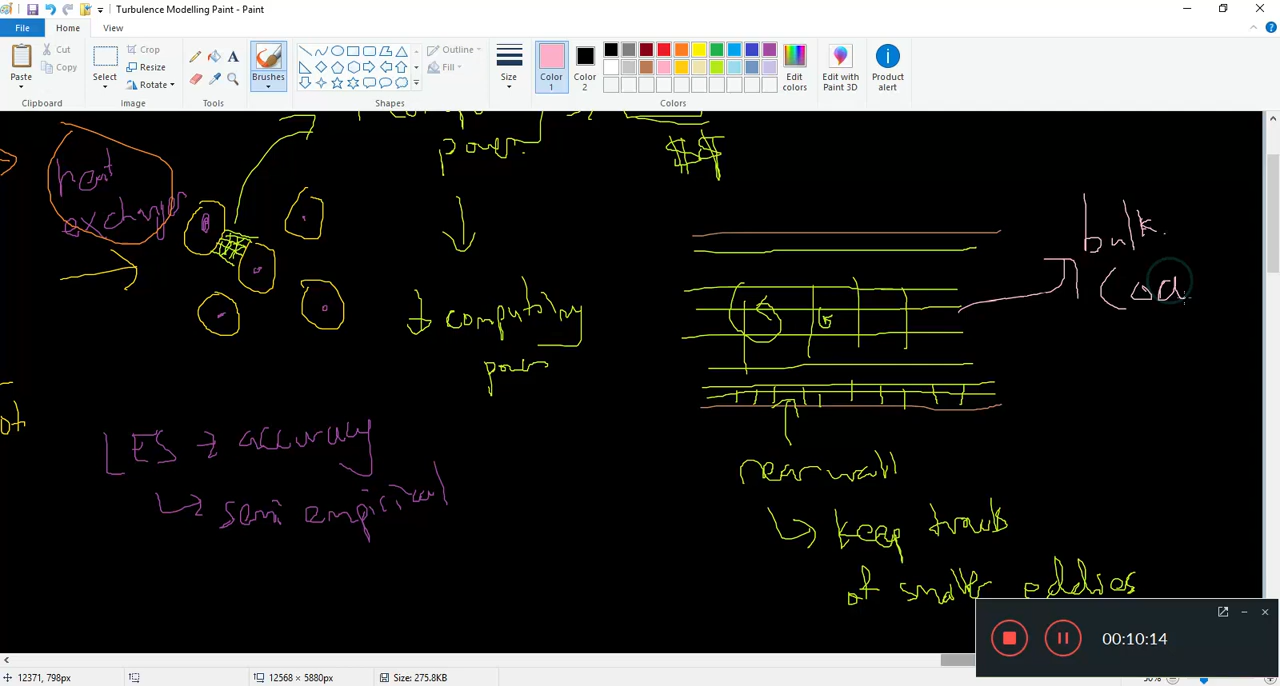 Turbulence Modelling Paint - Paint
File
Home
View
Paste
Cut
Copy
Clipboard
Select
Crop
Resize
Rotate
Image
Tools
Brushes
Shapes
Outline
Fill
Size
Color
1
Color
2
Colors
Edit
colors
Edit with
Paint 3D
Product
alert
heat
exchanger
power.
$$
↓ computing
power
LES → accuracy
↳ semi empirical
bulk.
near wall
↳ keep track
of smaller eddies
ot
00:10:14
12371, 798px
12568 × 5880px
Size: 275.8KB
50%